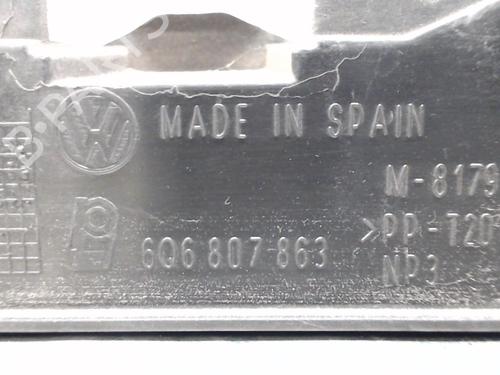 MADE IN SPAIN
M-8179
6Q6 807 863
>PP-T20
NP3